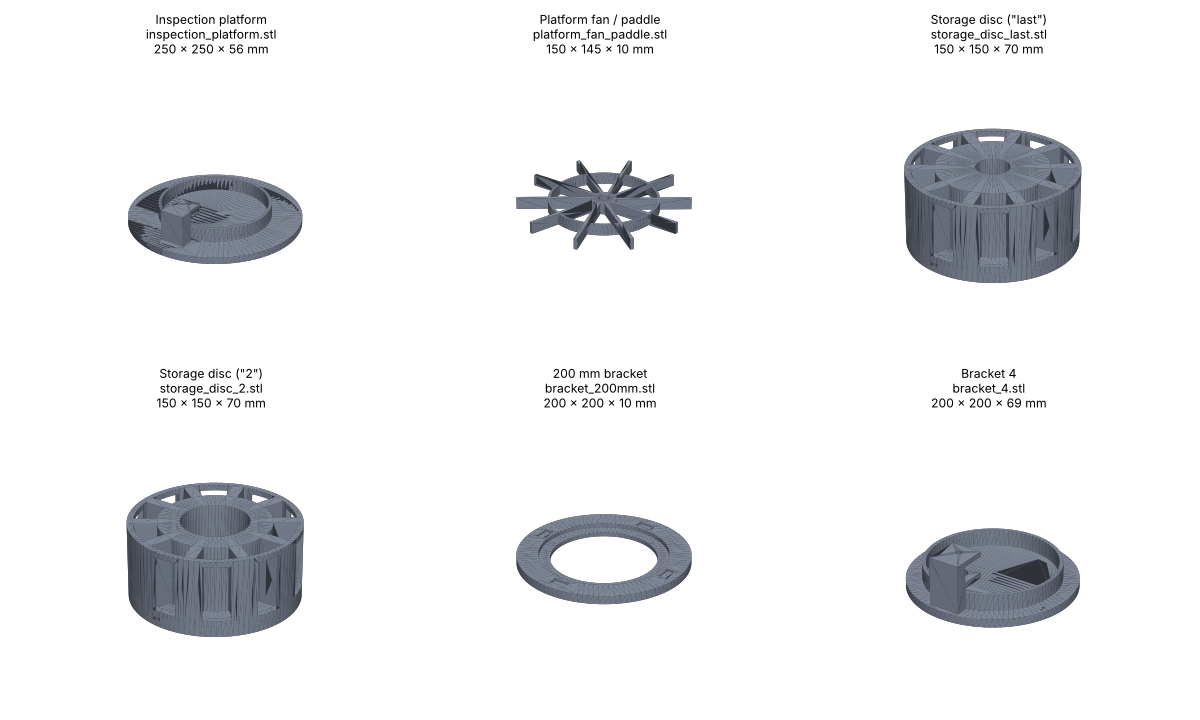 Inspection platform
inspection_platform.stl
250 × 250 × 56 mm
Platform fan / paddle
platform_fan_paddle.stl
150 × 145 × 10 mm
Storage disc ("last")
storage_disc_last.stl
150 × 150 × 70 mm
Storage disc ("2")
storage_disc_2.stl
150 × 150 × 70 mm
200 mm bracket
bracket_200mm.stl
200 × 200 × 10 mm
Bracket 4
bracket_4.stl
200 × 200 × 69 mm